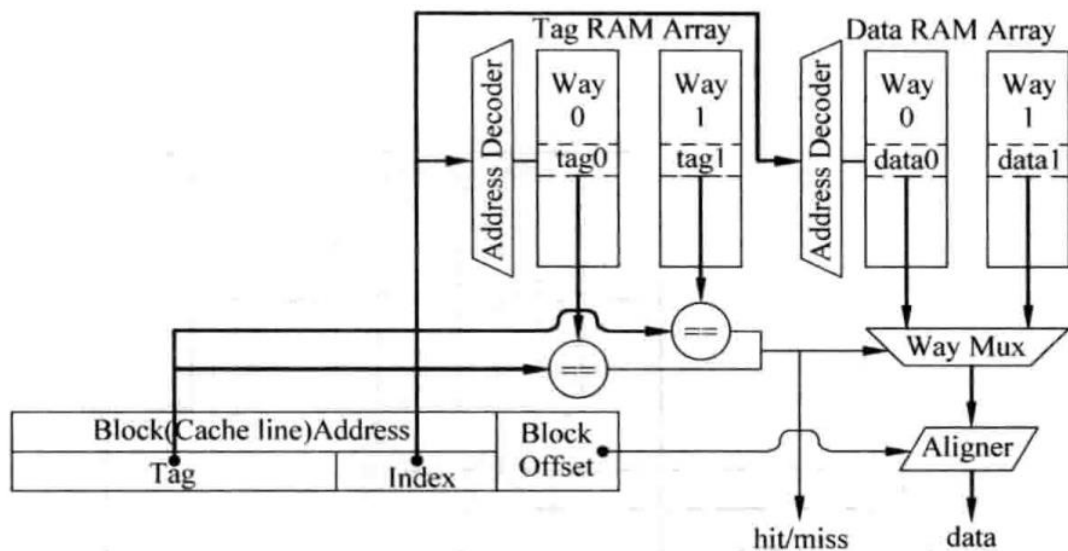 Tag RAM Array
Data RAM Array
Address Decoder
Way
0
tag0
Way
1
tag1
Address Decoder
Way
0
data0
Way
1
data1
==
==
Way Mux
Block(Cache line)Address
Tag
Index
Block
Offset
Aligner
hit/miss
data